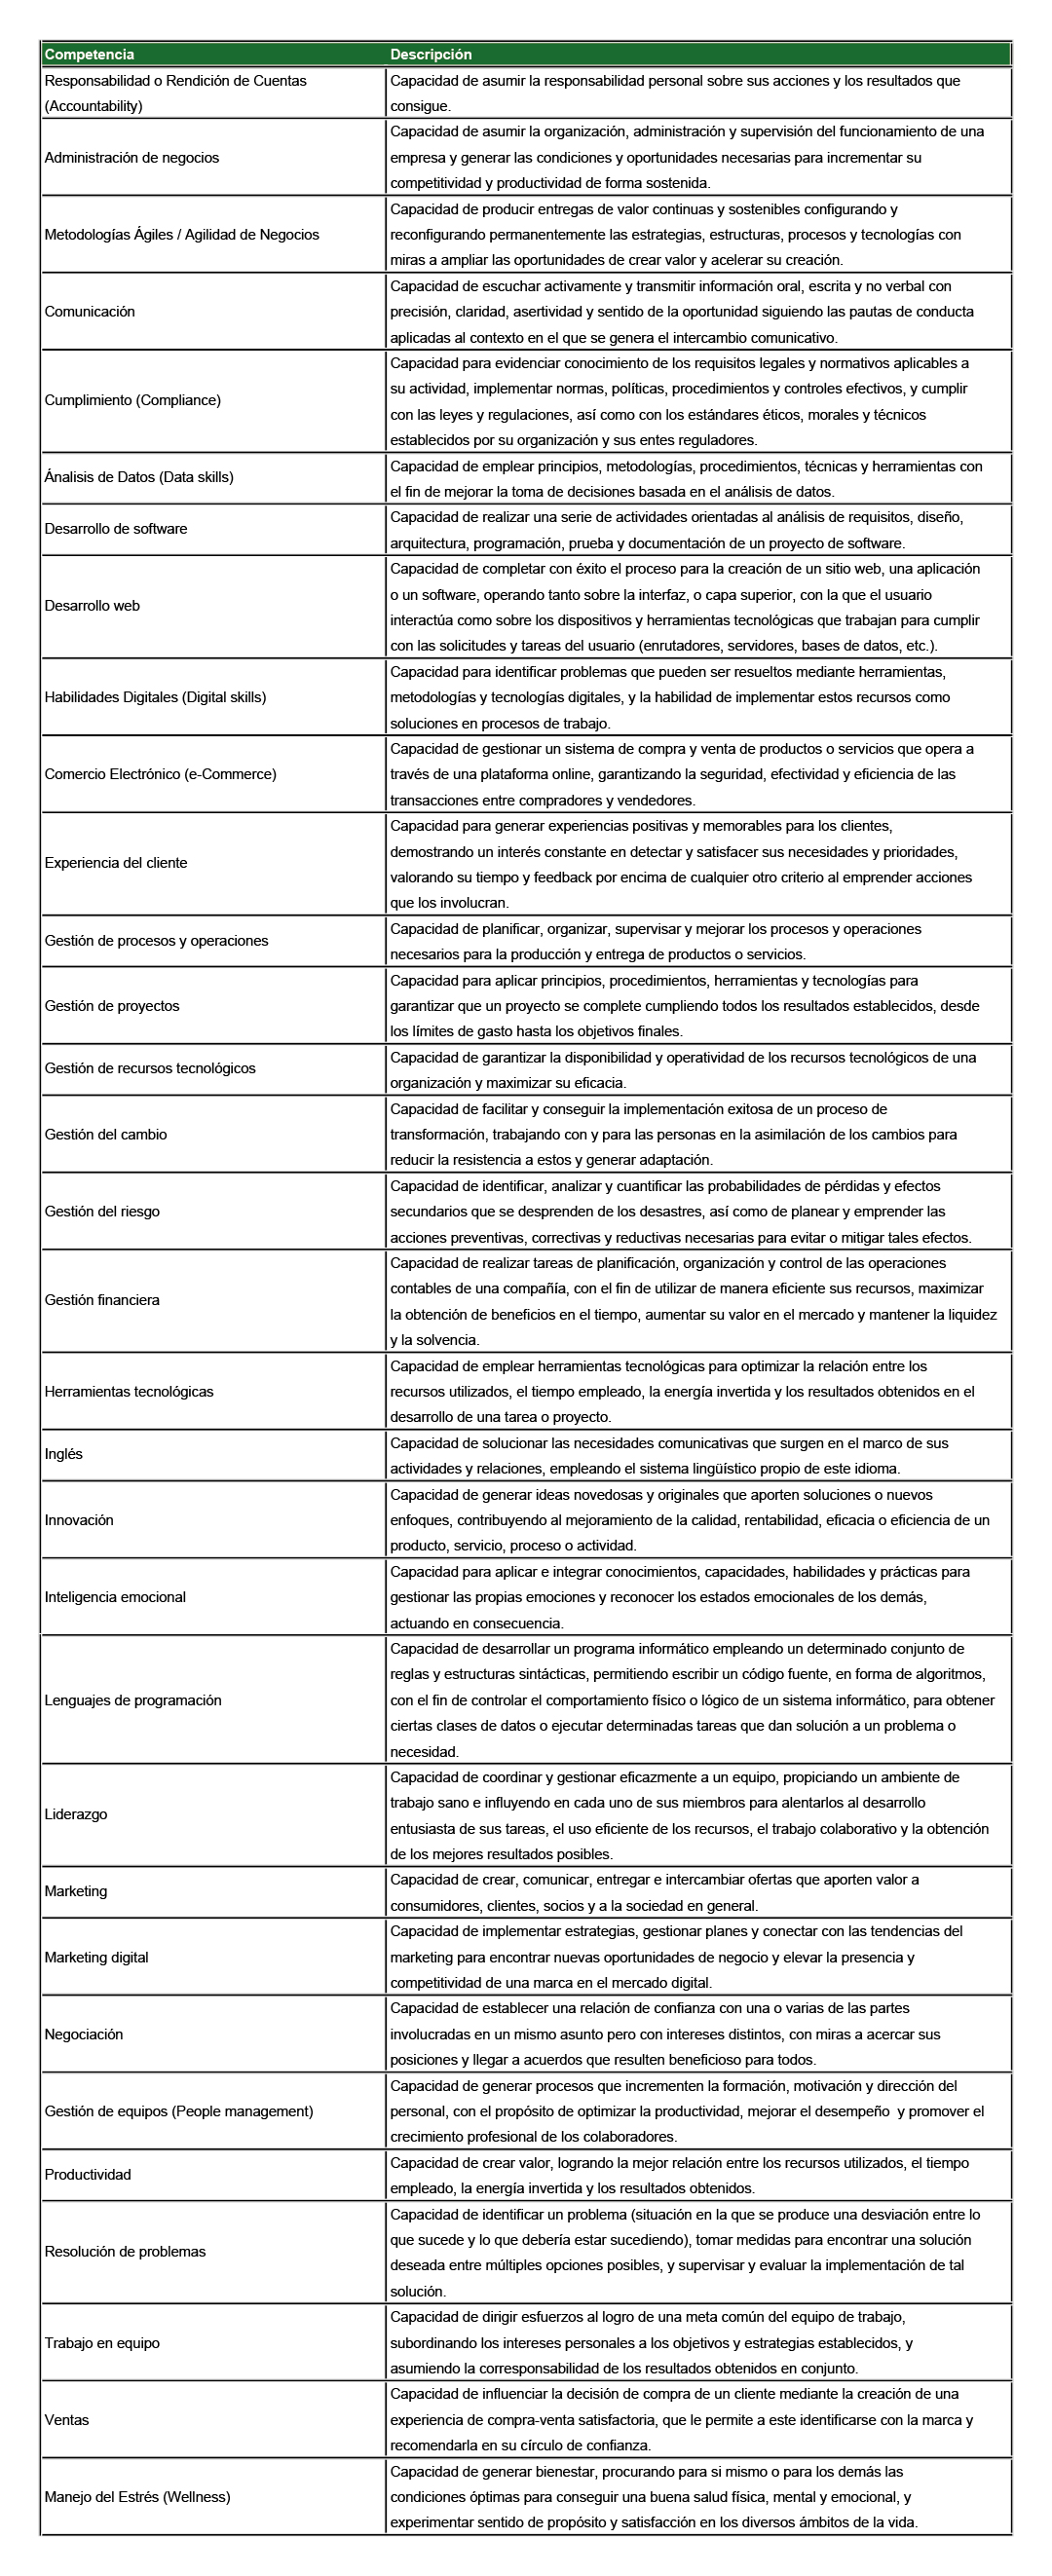 Competencia
Descripción
Responsabilidad o Rendición de Cuentas
(Accountability)
Capacidad de asumir la responsabilidad personal sobre sus acciones y los resultados que
consigue.
Administración de negocios
Capacidad de asumir la organización, administración y supervisión del funcionamiento de una
empresa y generar las condiciones y oportunidades necesarias para incrementar su
competitividad y productividad de forma sostenida.
Metodologías Ágiles / Agilidad de Negocios
Capacidad de producir entregas de valor continuas y sostenibles configurando y
reconfigurando permanentemente las estrategias, estructuras, procesos y tecnologías con
miras a ampliar las oportunidades de crear valor y acelerar su creación.
Comunicación
Capacidad de escuchar activamente y transmitir información oral, escrita y no verbal con
precisión, claridad, asertividad y sentido de la oportunidad siguiendo las pautas de conducta
aplicadas al contexto en el que se genera el intercambio comunicativo.
Cumplimiento (Compliance)
Capacidad para evidenciar conocimiento de los requisitos legales y normativos aplicables a
su actividad, implementar normas, políticas, procedimientos y controles efectivos, y cumplir
con las leyes y regulaciones, así como con los estándares éticos, morales y técnicos
establecidos por su organización y sus entes reguladores.
Ánalisis de Datos (Data skills)
Capacidad de emplear principios, metodologías, procedimientos, técnicas y herramientas con
el fin de mejorar la toma de decisiones basada en el análisis de datos.
Desarrollo de software
Capacidad de realizar una serie de actividades orientadas al análisis de requisitos, diseño,
arquitectura, programación, prueba y documentación de un proyecto de software.
Desarrollo web
Capacidad de completar con éxito el proceso para la creación de un sitio web, una aplicación
o un software, operando tanto sobre la interfaz, o capa superior, con la que el usuario
interactúa como sobre los dispositivos y herramientas tecnológicas que trabajan para cumplir
con las solicitudes y tareas del usuario (enrutadores, servidores, bases de datos, etc.).
Habilidades Digitales (Digital skills)
Capacidad para identificar problemas que pueden ser resueltos mediante herramientas,
metodologías y tecnologías digitales, y la habilidad de implementar estos recursos como
soluciones en procesos de trabajo.
Comercio Electrónico (e-Commerce)
Capacidad de gestionar un sistema de compra y venta de productos o servicios que opera a
través de una plataforma online, garantizando la seguridad, efectividad y eficiencia de las
transacciones entre compradores y vendedores.
Experiencia del cliente
Capacidad para generar experiencias positivas y memorables para los clientes,
demostrando un interés constante en detectar y satisfacer sus necesidades y prioridades,
valorando su tiempo y feedback por encima de cualquier otro criterio al emprender acciones
que los involucran.
Gestión de procesos y operaciones
Capacidad de planificar, organizar, supervisar y mejorar los procesos y operaciones
necesarios para la producción y entrega de productos o servicios.
Gestión de proyectos
Capacidad para aplicar principios, procedimientos, herramientas y tecnologías para
garantizar que un proyecto se complete cumpliendo todos los resultados establecidos, desde
los límites de gasto hasta los objetivos finales.
Gestión de recursos tecnológicos
Capacidad de garantizar la disponibilidad y operatividad de los recursos tecnológicos de una
organización y maximizar su eficacia.
Gestión del cambio
Capacidad de facilitar y conseguir la implementación exitosa de un proceso de
transformación, trabajando con y para las personas en la asimilación de los cambios para
reducir la resistencia a estos y generar adaptación.
Gestión del riesgo
Capacidad de identificar, analizar y cuantificar las probabilidades de pérdidas y efectos
secundarios que se desprenden de los desastres, así como de planear y emprender las
acciones preventivas, correctivas y reductivas necesarias para evitar o mitigar tales efectos.
Gestión financiera
Capacidad de realizar tareas de planificación, organización y control de las operaciones
contables de una compañía, con el fin de utilizar de manera eficiente sus recursos, maximizar
la obtención de beneficios en el tiempo, aumentar su valor en el mercado y mantener la liquidez
y la solvencia.
Herramientas tecnológicas
Capacidad de emplear herramientas tecnológicas para optimizar la relación entre los
recursos utilizados, el tiempo empleado, la energía invertida y los resultados obtenidos en el
desarrollo de una tarea o proyecto.
Inglés
Capacidad de solucionar las necesidades comunicativas que surgen en el marco de sus
actividades y relaciones, empleando el sistema lingüístico propio de este idioma.
Innovación
Capacidad de generar ideas novedosas y originales que aporten soluciones o nuevos
enfoques, contribuyendo al mejoramiento de la calidad, rentabilidad, eficacia o eficiencia de un
producto, servicio, proceso o actividad.
Inteligencia emocional
Capacidad para aplicar e integrar conocimientos, capacidades, habilidades y prácticas para
gestionar las propias emociones y reconocer los estados emocionales de los demás,
actuando en consecuencia.
Lenguajes de programación
Capacidad de desarrollar un programa informático empleando un determinado conjunto de
reglas y estructuras sintácticas, permitiendo escribir un código fuente, en forma de algoritmos,
con el fin de controlar el comportamiento físico o lógico de un sistema informático, para obtener
ciertas clases de datos o ejecutar determinadas tareas que dan solución a un problema o
necesidad.
Liderazgo
Capacidad de coordinar y gestionar eficazmente a un equipo, propiciando un ambiente de
trabajo sano e influyendo en cada uno de sus miembros para alentarlos al desarrollo
entusiasta de sus tareas, el uso eficiente de los recursos, el trabajo colaborativo y la obtención
de los mejores resultados posibles.
Marketing
Capacidad de crear, comunicar, entregar e intercambiar ofertas que aporten valor a
consumidores, clientes, socios y a la sociedad en general.
Marketing digital
Capacidad de implementar estrategias, gestionar planes y conectar con las tendencias del
marketing para encontrar nuevas oportunidades de negocio y elevar la presencia y
competitividad de una marca en el mercado digital.
Negociación
Capacidad de establecer una relación de confianza con una o varias de las partes
involucradas en un mismo asunto pero con intereses distintos, con miras a acercar sus
posiciones y llegar a acuerdos que resulten beneficioso para todos.
Gestión de equipos (People management)
Capacidad de generar procesos que incrementen la formación, motivación y dirección del
personal, con el propósito de optimizar la productividad, mejorar el desempeño  y promover el
crecimiento profesional de los colaboradores.
Productividad
Capacidad de crear valor, logrando la mejor relación entre los recursos utilizados, el tiempo
empleado, la energía invertida y los resultados obtenidos.
Resolución de problemas
Capacidad de identificar un problema (situación en la que se produce una desviación entre lo
que sucede y lo que debería estar sucediendo), tomar medidas para encontrar una solución
deseada entre múltiples opciones posibles, y supervisar y evaluar la implementación de tal
solución.
Trabajo en equipo
Capacidad de dirigir esfuerzos al logro de una meta común del equipo de trabajo,
subordinando los intereses personales a los objetivos y estrategias establecidos, y
asumiendo la corresponsabilidad de los resultados obtenidos en conjunto.
Ventas
Capacidad de influenciar la decisión de compra de un cliente mediante la creación de una
experiencia de compra-venta satisfactoria, que le permite a este identificarse con la marca y
recomendarla en su círculo de confianza.
Manejo del Estrés (Wellness)
Capacidad de generar bienestar, procurando para si mismo o para los demás las
condiciones óptimas para conseguir una buena salud física, mental y emocional, y
experimentar sentido de propósito y satisfacción en los diversos ámbitos de la vida.